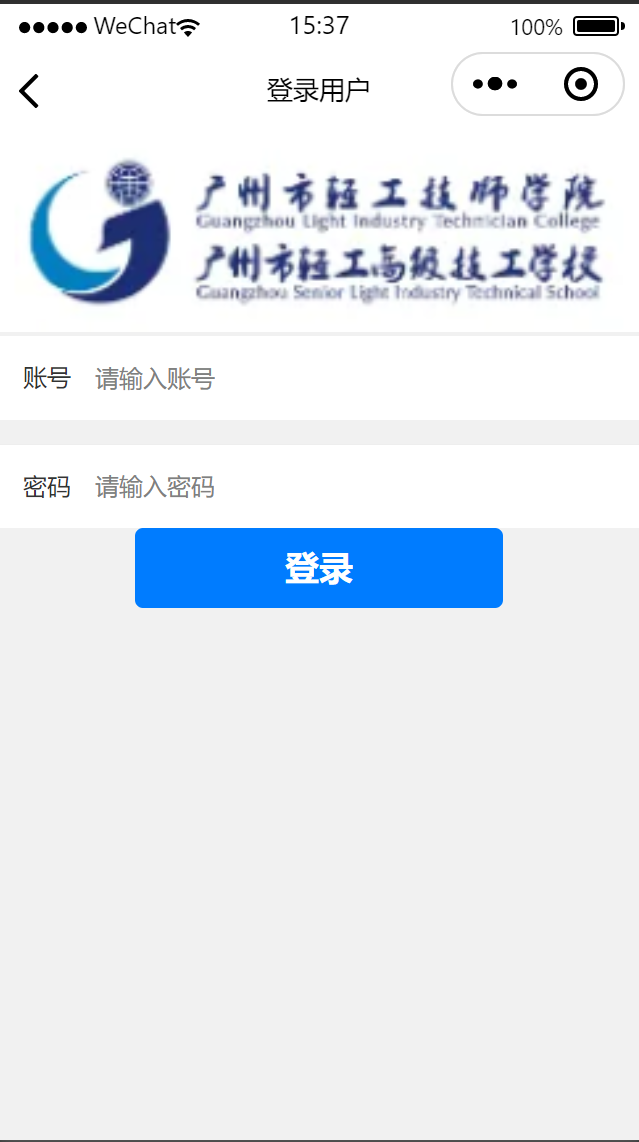 WeChat 15:37 100%
登录用户
广州市轻工技师学院
Guangzhou Light Industry Technician College
广州市轻工高级技工学校
Guangzhou Senior Light Industry Technical School
账号 请输入账号
密码 请输入密码
登录